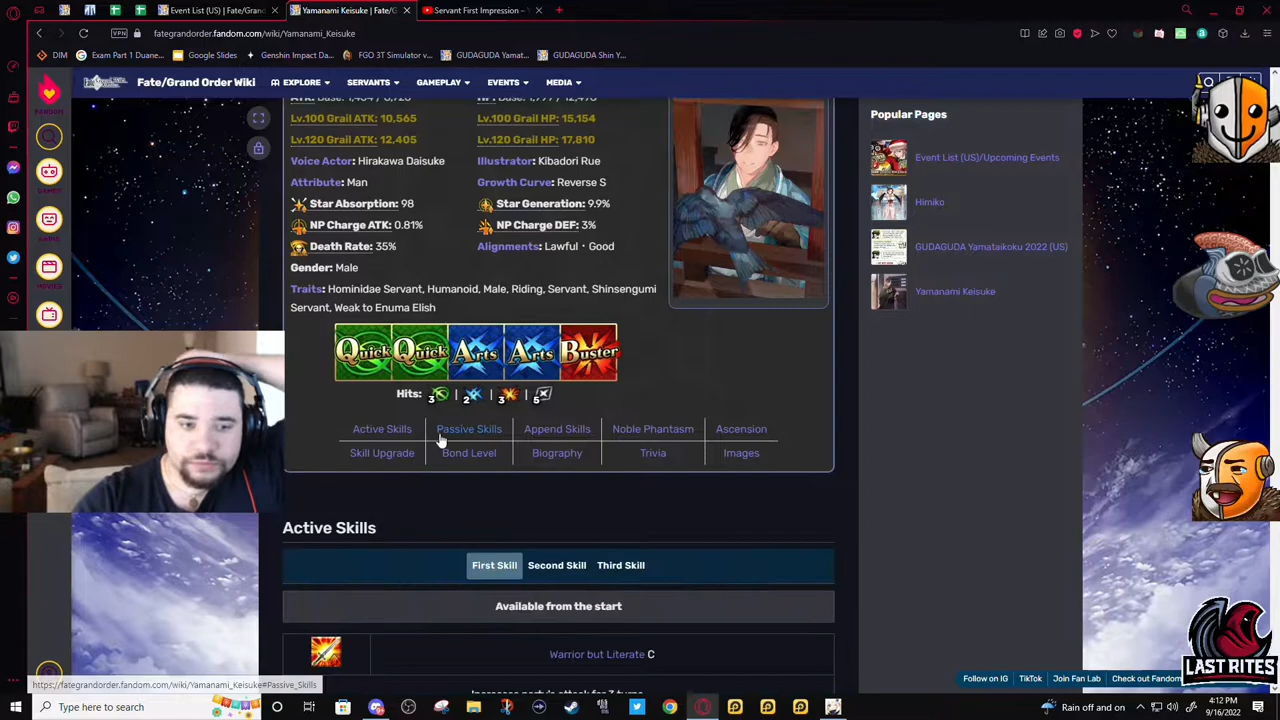 Event List (US) | Fate/Gran
Yamanami Keisuke | Fate/G
Servant First Impression –
VPN
fategrandorder.fandom.com/wiki/Yamanami_Keisuke
DIM
Exam Part 1 Duane...
Google Slides
Genshin Impact Da...
FGO 3T Simulator v...
GUDAGUDA Yamat...
GUDAGUDA Shin Y...
FANDOM
Fate/Grand Order Wiki
EXPLORE
SERVANTS
GAMEPLAY
EVENTS
MEDIA
Lv.100 Grail ATK: 10,565
Lv.100 Grail HP: 15,154
Lv.120 Grail ATK: 12,405
Lv.120 Grail HP: 17,810
Voice Actor: Hirakawa Daisuke
Illustrator: Kibadori Rue
Attribute: Man
Growth Curve: Reverse S
Star Absorption: 98
Star Generation: 9.9%
NP Charge ATK: 0.81%
NP Charge DEF: 3%
Death Rate: 35%
Alignments: Lawful・Good
Gender: Male
Traits: Hominidae Servant, Humanoid, Male, Riding, Servant, Shinsengumi
Servant, Weak to Enuma Elish
Quick Quick Arts Arts Buster
Hits: 3 | 2 | 3 | 5
Active Skills
Passive Skills
Append Skills
Noble Phantasm
Ascension
Skill Upgrade
Bond Level
Biography
Trivia
Images
Active Skills
First Skill
Second Skill
Third Skill
Available from the start
Warrior but Literate C
Popular Pages
Event List (US)/Upcoming Events
Himiko
GUDAGUDA Yamataikoku 2022 (US)
Yamanami Keisuke
LAST RITES
Follow on IG
TikTok
Join Fan Lab
Check out Fandom
https://fategrandorder.fandom.com/wiki/Yamanami_Keisuke#Passive_Skills
Type here to search
Rain off and on
4:12 PM
9/16/2022